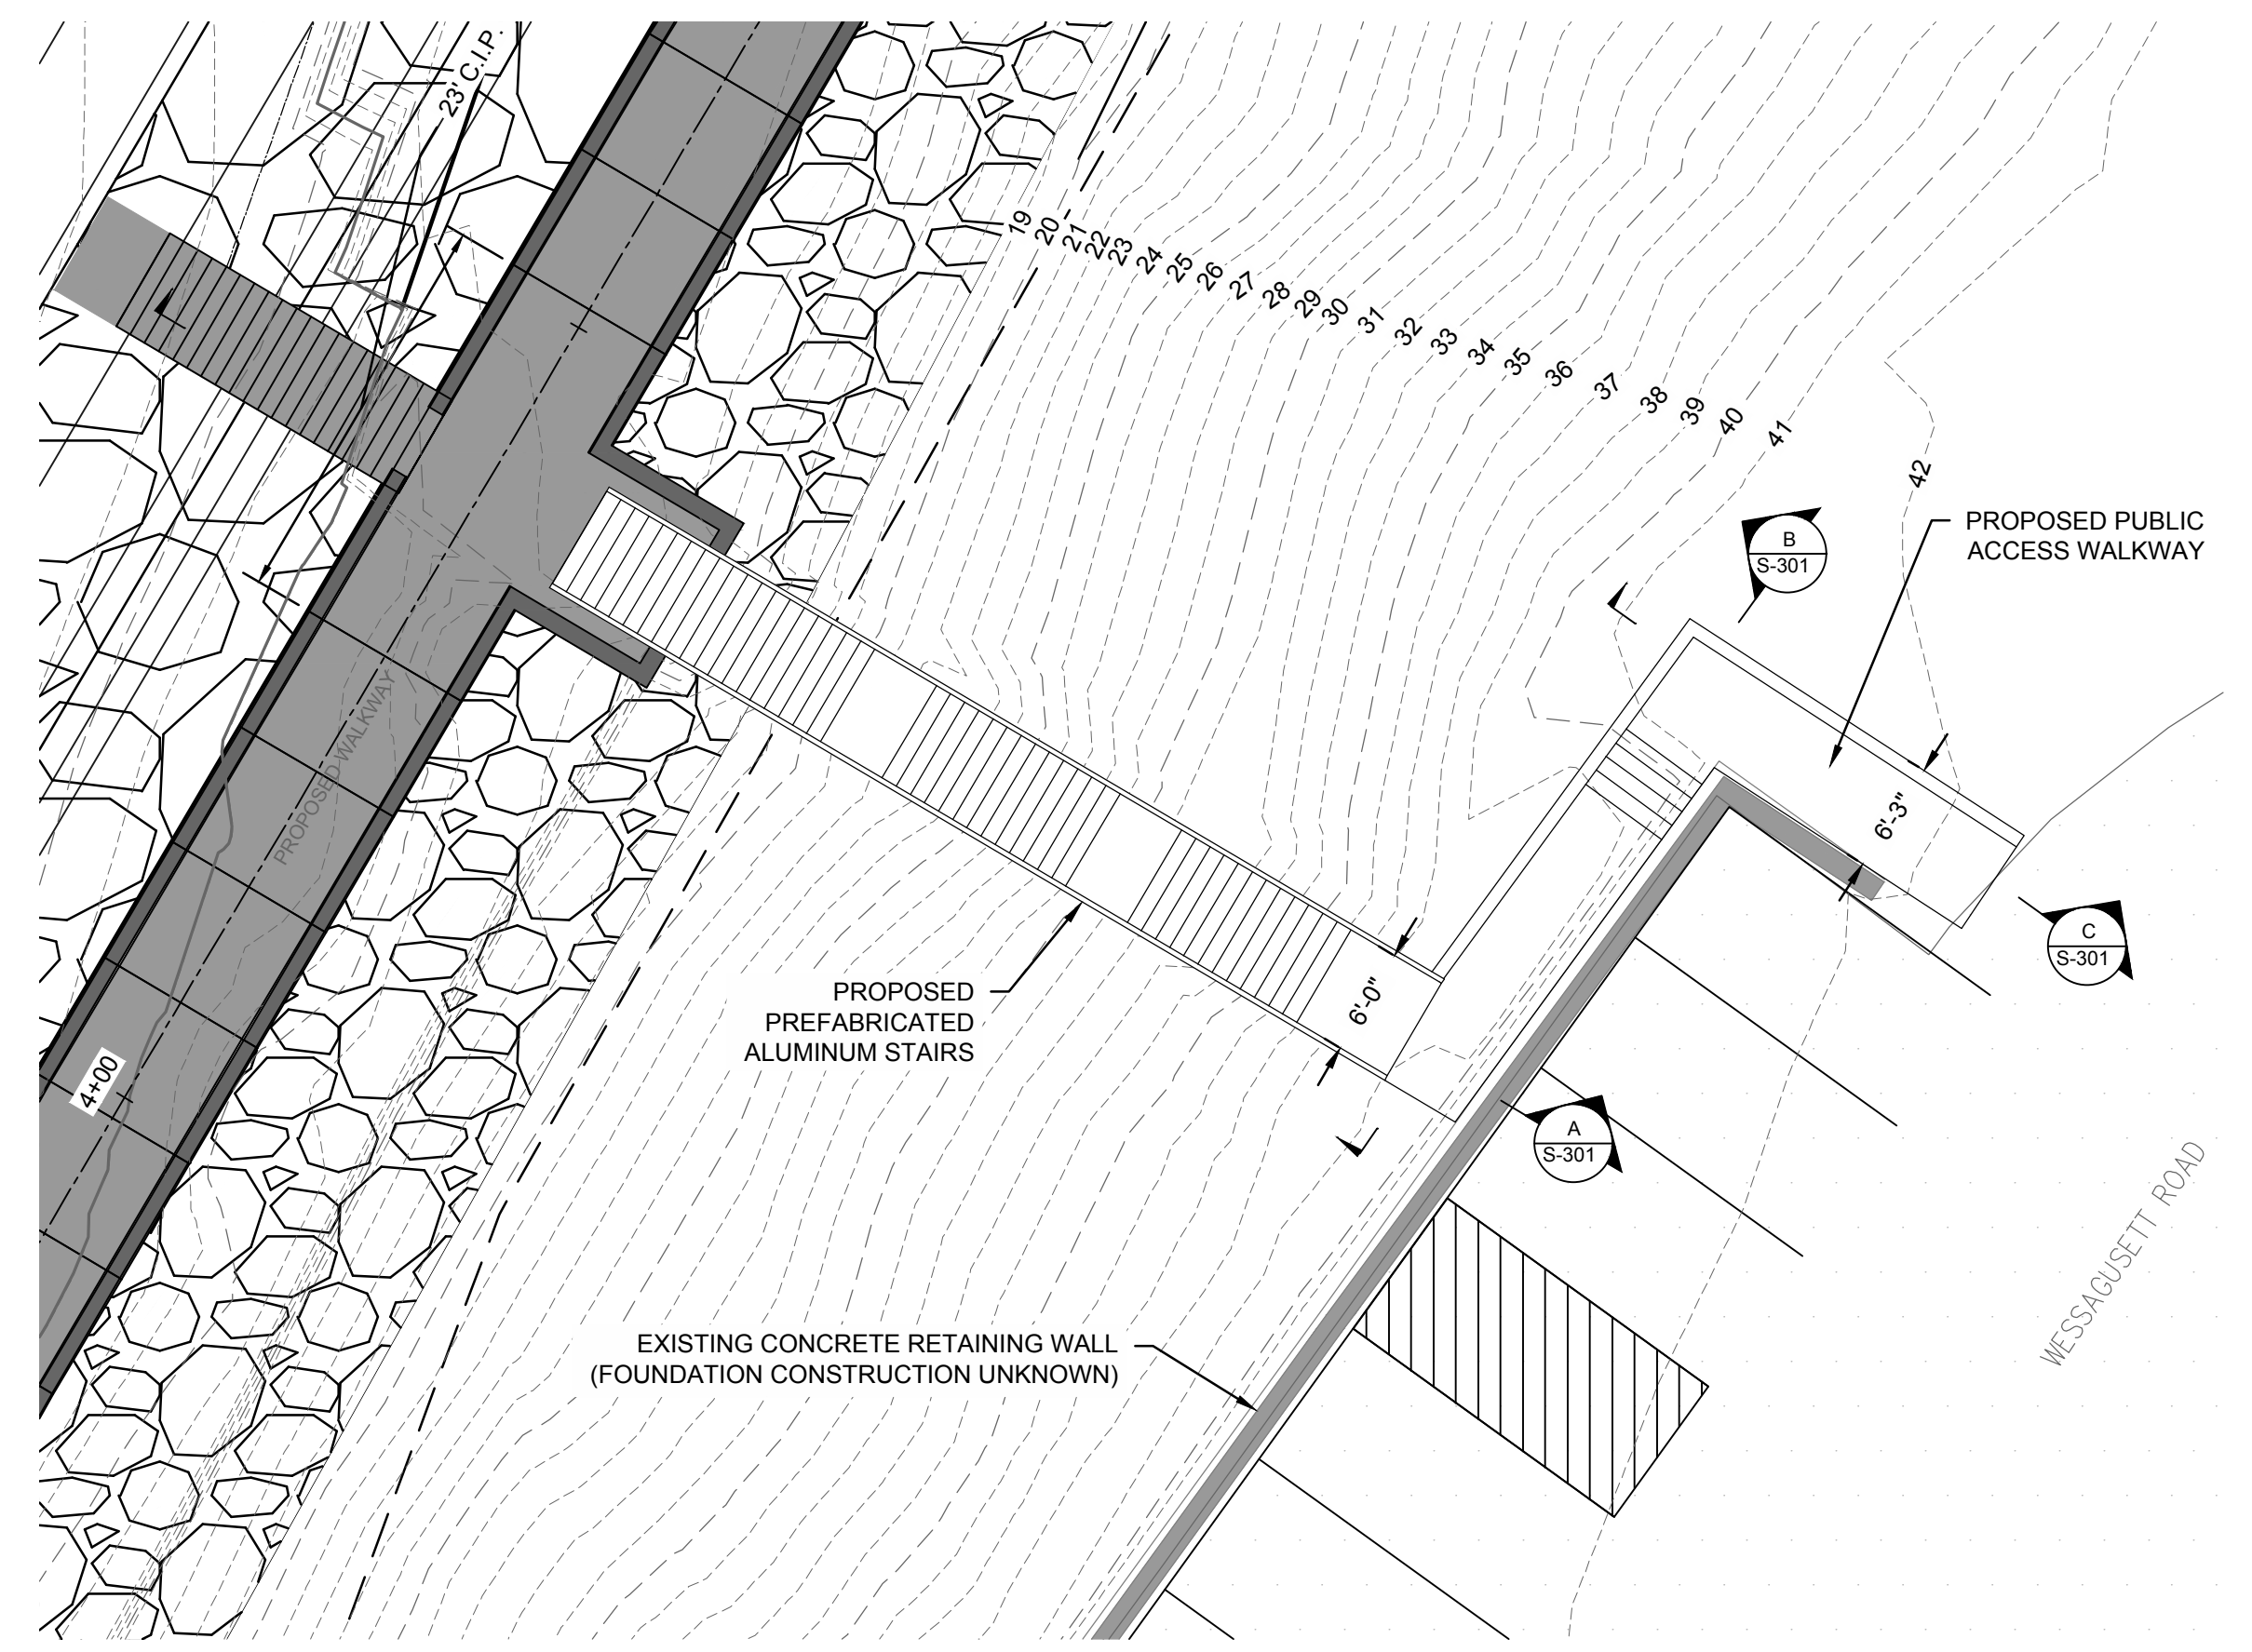 23' C.I.P.
19
20
21
22
23
24
25
26
27
28
29
30
31
32
33
34
35
36
37
38
39
40
41
42
PROPOSED PUBLIC
ACCESS WALKWAY
B
S-301
6'-3"
C
S-301
PROPOSED WALKWAY
PROPOSED
PREFABRICATED
ALUMINUM STAIRS
6'-0"
4+00
A
S-301
WESSAGUSETT ROAD
EXISTING CONCRETE RETAINING WALL
(FOUNDATION CONSTRUCTION UNKNOWN)